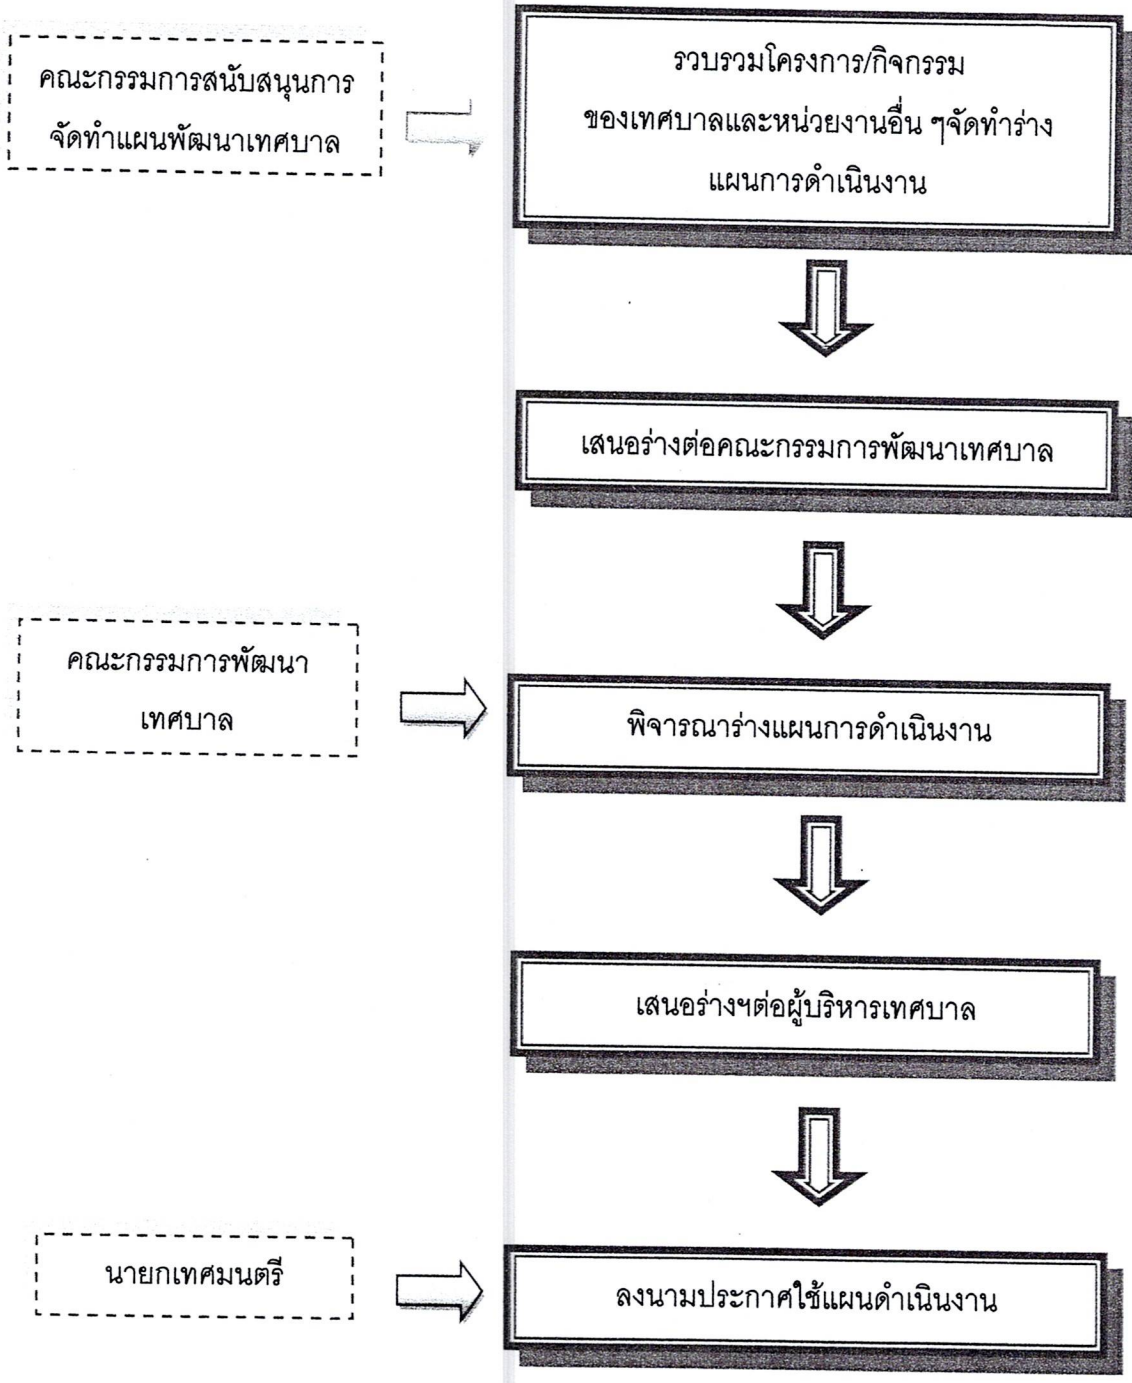 คณะกรรมการสนับสนุนการ
จัดทำแผนพัฒนาเทศบาล
รวบรวมโครงการ/กิจกรรม
ของเทศบาลและหน่วยงานอื่น ๆจัดทำร่าง
แผนการดำเนินงาน
เสนอร่างต่อคณะกรรมการพัฒนาเทศบาล
คณะกรรมการพัฒนา
เทศบาล
พิจารณาร่างแผนการดำเนินงาน
เสนอร่างฯต่อผู้บริหารเทศบาล
นายกเทศมนตรี
ลงนามประกาศใช้แผนดำเนินงาน